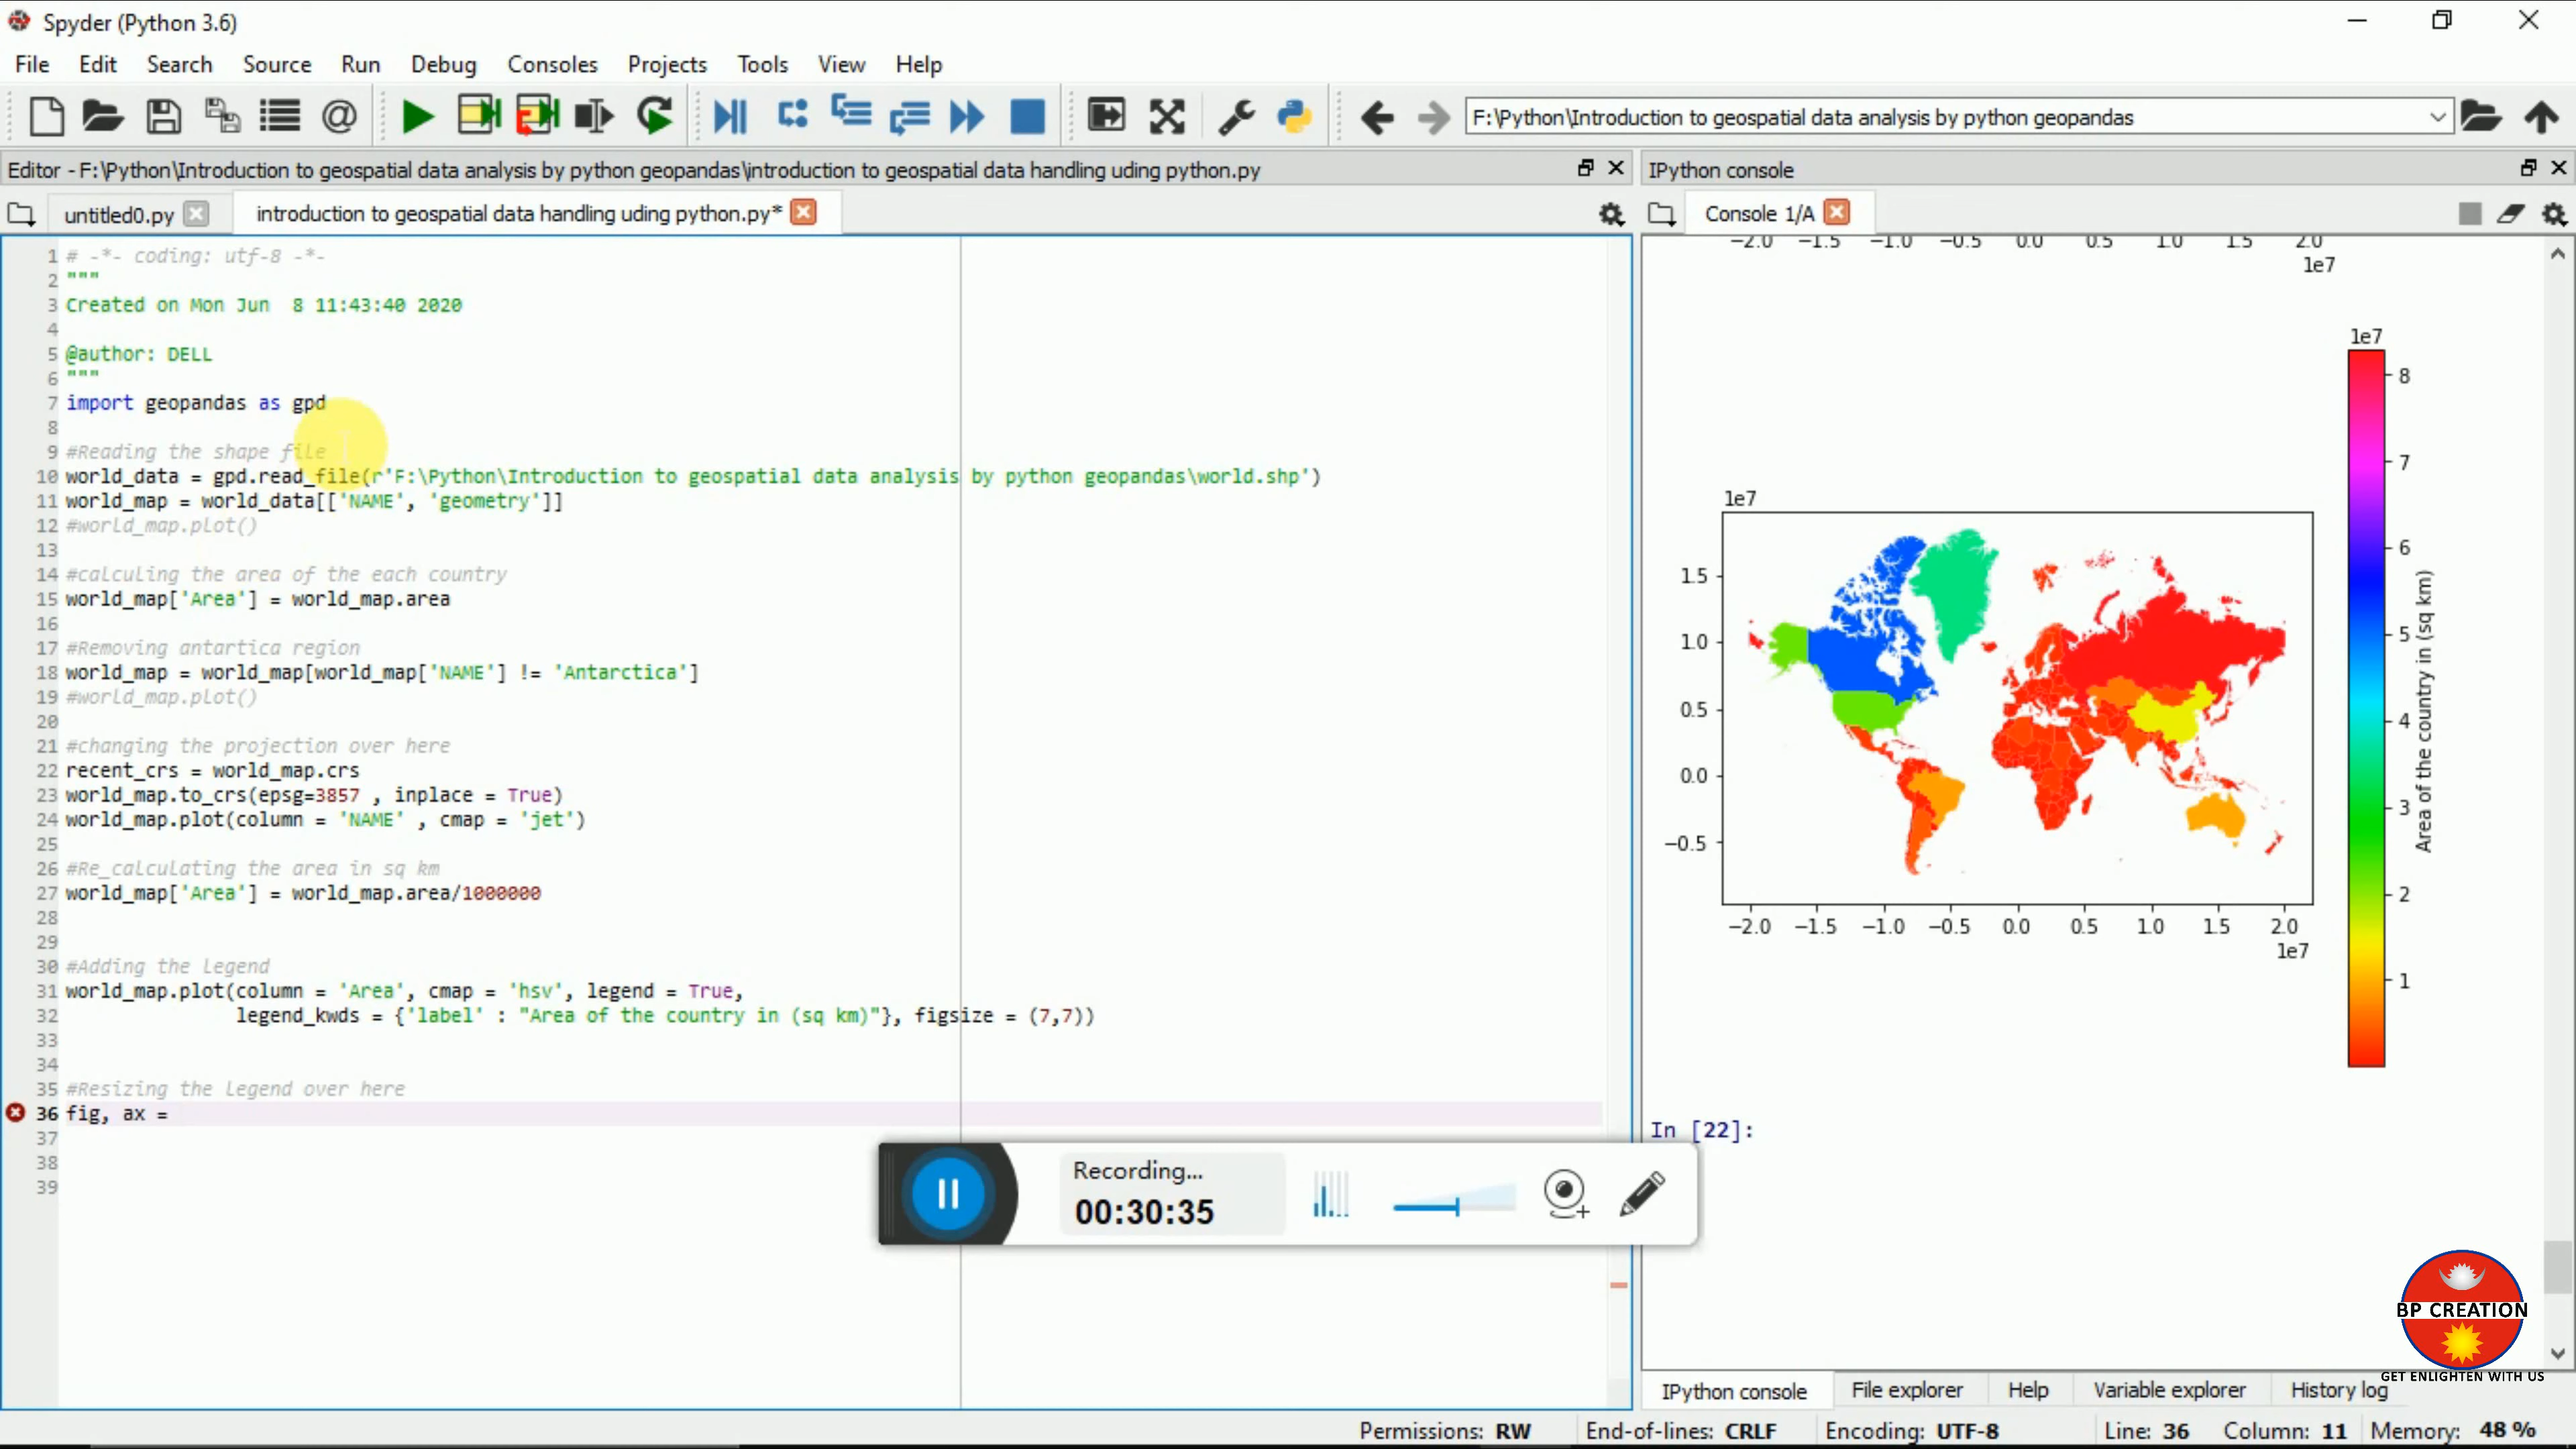 Spyder (Python 3.6)
File Edit Search Source Run Debug Consoles Projects Tools View Help
F:\Python\Introduction to geospatial data analysis by python geopandas
Editor - F:\Python\Introduction to geospatial data analysis by python geopandas\introduction to geospatial data handling uding python.py
IPython console
untitled0.py
introduction to geospatial data handling uding python.py*
Console 1/A
1 # -*- coding: utf-8 -*-
2 """
3 Created on Mon Jun  8 11:43:40 2020
4
5 @author: DELL
6 """
7 import geopandas as gpd
8
9 #Reading the shape file
10 world_data = gpd.read_file(r'F:\Python\Introduction to geospatial data analysis by python geopandas\world.shp')
11 world_map = world_data[['NAME', 'geometry']]
12 #world_map.plot()
13
14 #calculing the area of the each country
15 world_map['Area'] = world_map.area
16
17 #Removing antartica region
18 world_map = world_map[world_map['NAME'] != 'Antarctica']
19 #world_map.plot()
20
21 #changing the projection over here
22 recent_crs = world_map.crs
23 world_map.to_crs(epsg=3857 , inplace = True)
24 world_map.plot(column = 'NAME' , cmap = 'jet')
25
26 #Re_calculating the area in sq km
27 world_map['Area'] = world_map.area/1000000
28
29
30 #Adding the Legend
31 world_map.plot(column = 'Area', cmap = 'hsv', legend = True,
32 legend_kwds = {'label' : "Area of the country in (sq km)"}, figsize = (7,7))
33
34
35 #Resizing the Legend over here
36 fig, ax =
37
38
39
−2.0 −1.5 −1.0 −0.5 0.0 0.5 1.0 1.5 2.0
1e7
1e7
8
7
6
5
4
3
2
1
Area of the country in (sq km)
1e7
1.5
1.0
0.5
0.0
−0.5
−2.0 −1.5 −1.0 −0.5 0.0 0.5 1.0 1.5 2.0
1e7
In [22]:
Recording...
00:30:35
BP CREATION
GET ENLIGHTEN WITH US
IPython console File explorer Help Variable explorer History log
Permissions: RW End-of-lines: CRLF Encoding: UTF-8 Line: 36 Column: 11 Memory: 48 %